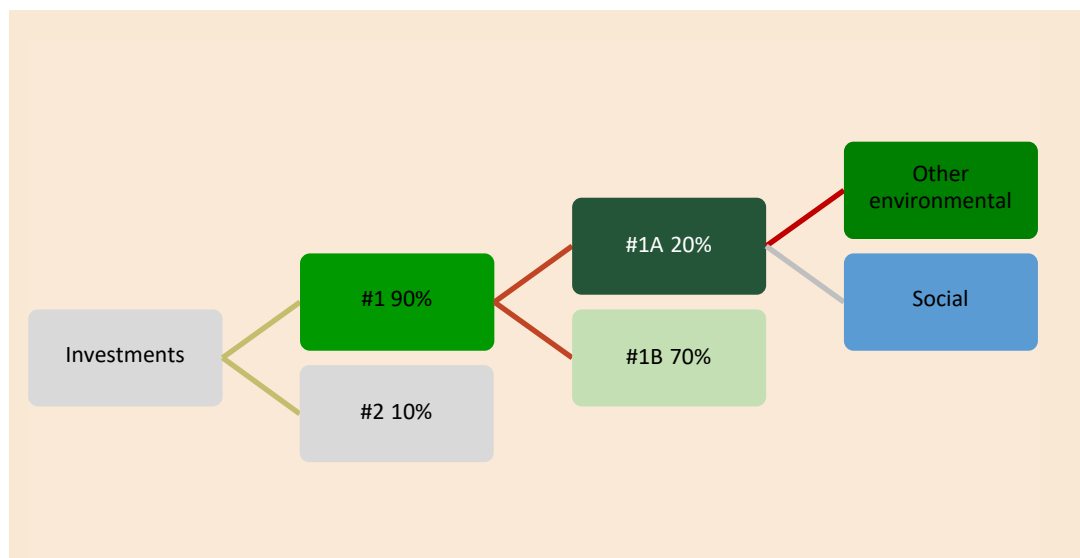 Investments
#1 90%
#2 10%
#1A 20%
#1B 70%
Other
environmental
Social